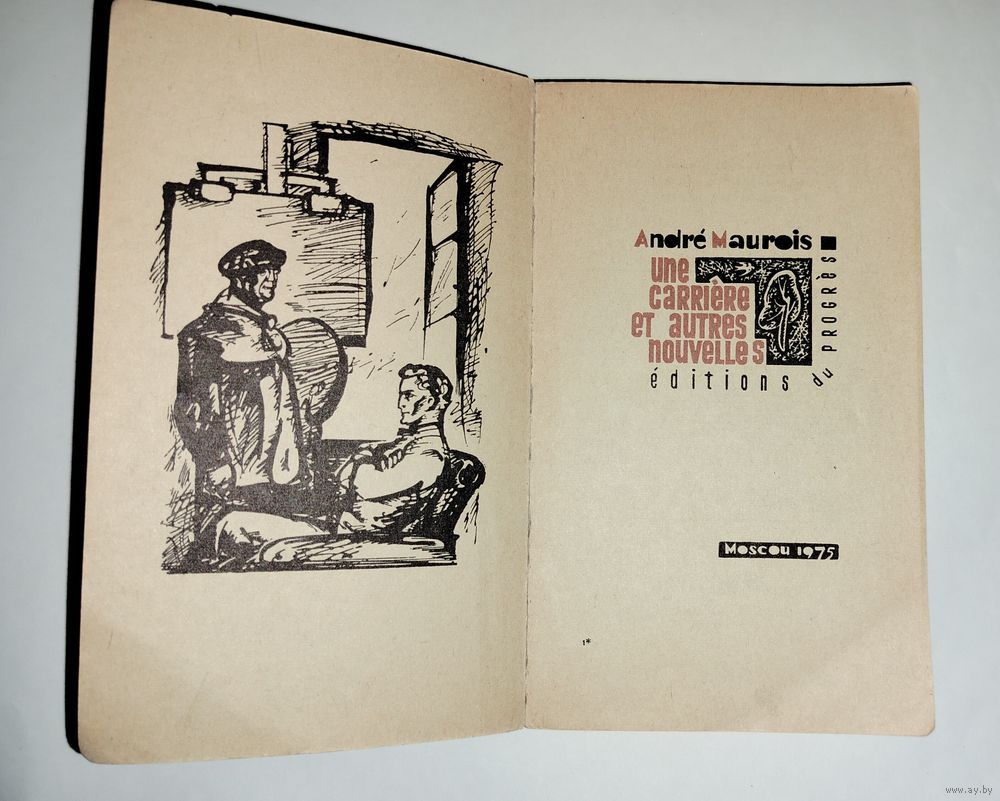 André Maurois
une
carrière
et autres
nouvelles
éditions du progrès
Moscou 1975
1*
www.ay.by